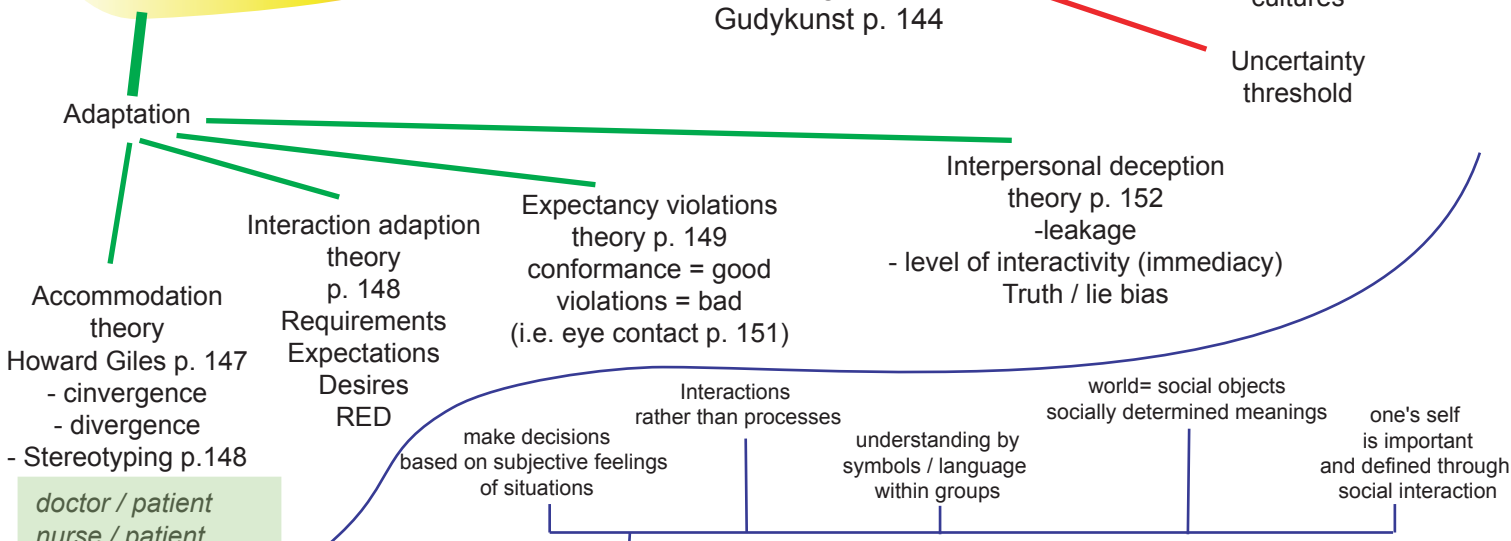 Gudykunst p. 144
cultures
Uncertainty
threshold
Adaptation
Accommodation
theory
Howard Giles p. 147
- cinvergence
- divergence
- Stereotyping p.148
doctor / patient
nurse / patient
Interaction adaption
theory
p. 148
Requirements
Expectations
Desires
RED
Expectancy violations
theory p. 149
conformance = good
violations = bad
(i.e. eye contact p. 151)
Interpersonal deception
theory p. 152
-leakage
- level of interactivity (immediacy)
Truth / lie bias
make decisions
based on subjective feelings
of situations
Interactions
rather than processes
understanding by
symbols / language
within groups
world= social objects
socially determined meanings
one's self
is important
and defined through
social interaction